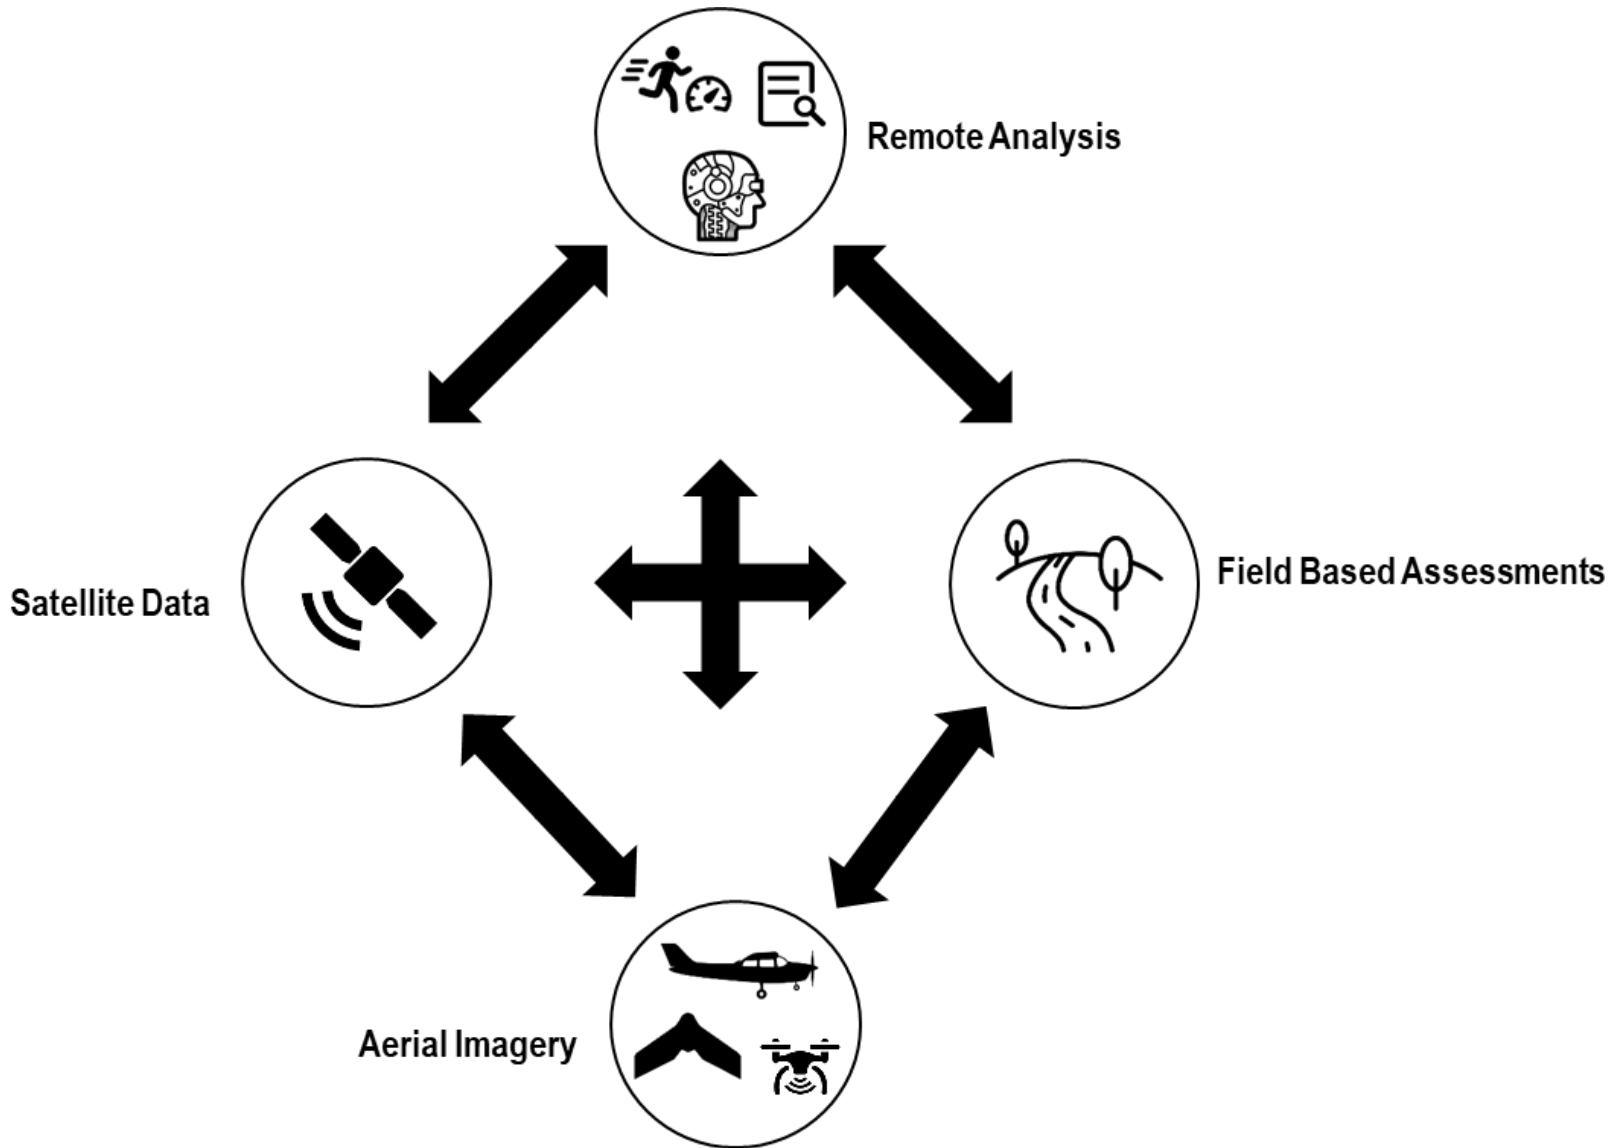 Remote Analysis
Field Based Assessments
Satellite Data
Aerial Imagery